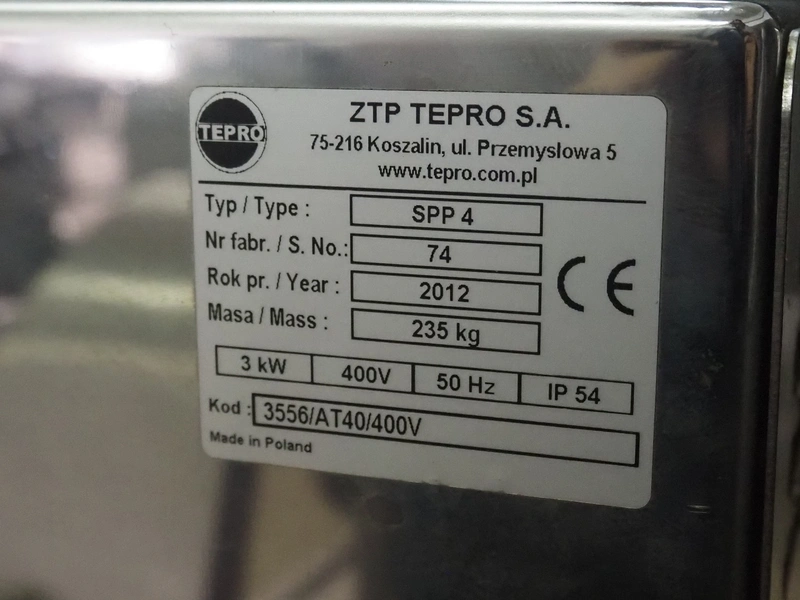 TEPRO
ZTP TEPRO S.A.
75-216 Koszalin, ul. Przemysłowa 5
www.tepro.com.pl
Typ / Type : SPP 4
Nr fabr. / S. No.: 74
Rok pr. / Year : 2012
Masa / Mass : 235 kg
CE
3 kW 400V 50 Hz IP 54
Kod : 3556/AT40/400V
Made in Poland